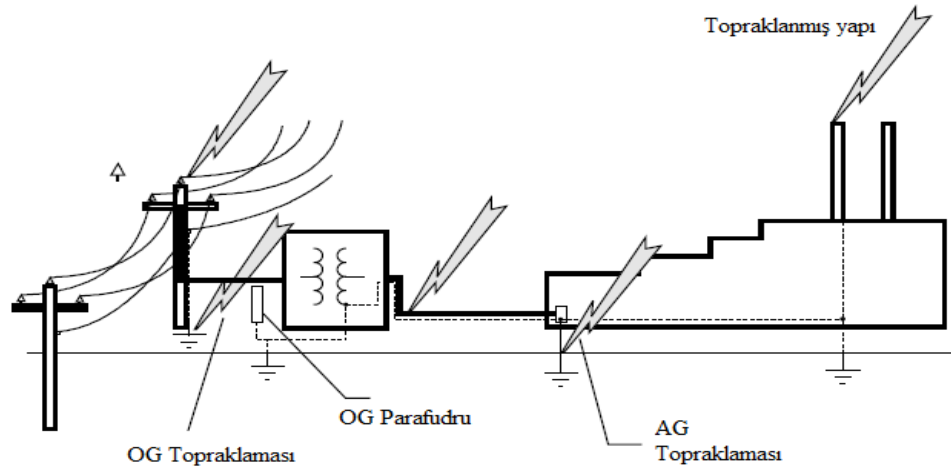 Topraklanmış yapı
OG Parafudru
OG Topraklaması
AG
Topraklaması